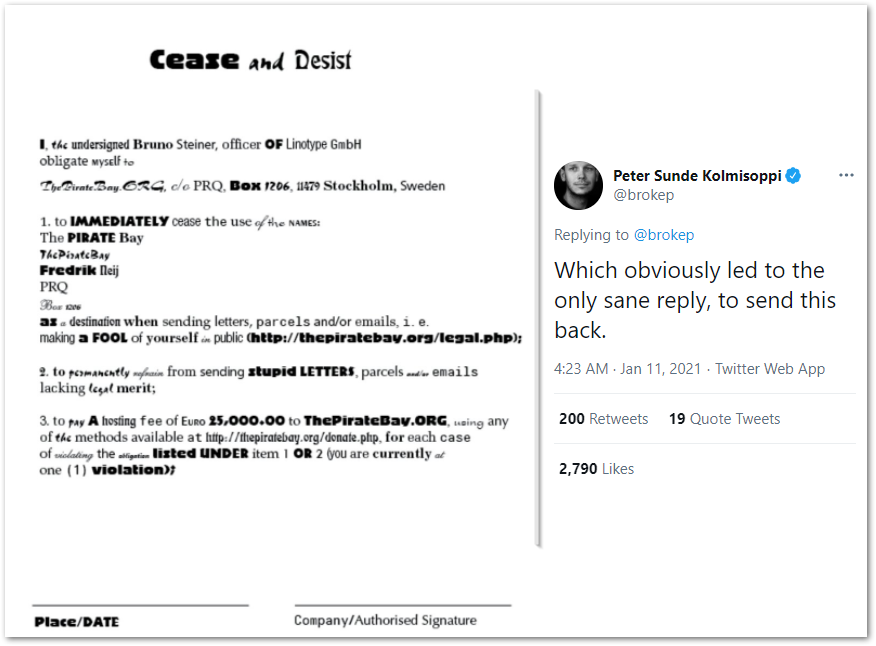 Cease and Desist
I, the undersigned Bruno Steiner, officer OF Linotype GmbH
obligate myself to
ThePirateBay.ORG, c/o PRQ, Box 1206, 11479 Stockholm, Sweden
1. to IMMEDIATELY cease the use of the NAMES:
The PIRATE Bay
ThePirateBay
Fredrik Neij
PRQ
Box 1206
as a destination when sending letters, parcels and/or emails, i. e.
making a FOOL of yourself in public (http://thepiratebay.org/legal.php);
2. to permanently refrain from sending stupid LETTERS, parcels and/or emails
lacking legal merit;
3. to pay A hosting fee of Euro 25,000.00 to ThePirateBay.ORG, using any
of the methods available at http://thepiratebay.org/donate.php, for each case
of violating the obligation listed UNDER item 1 OR 2 (you are currently at
one (1) violation);
Place/DATE
Company/Authorised Signature
Peter Sunde Kolmisoppi
@brokep
Replying to @brokep
Which obviously led to the
only sane reply, to send this
back.
4:23 AM · Jan 11, 2021 · Twitter Web App
200 Retweets 19 Quote Tweets
2,790 Likes